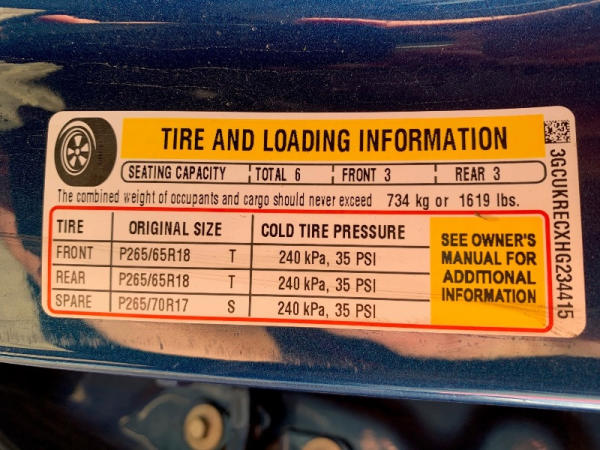 TIRE AND LOADING INFORMATION
SEATING CAPACITY TOTAL 6 FRONT 3 REAR 3
The combined weight of occupants and cargo should never exceed 734 kg or 1619 lbs.
TIRE ORIGINAL SIZE COLD TIRE PRESSURE
FRONT P265/65R18 T 240 kPa, 35 PSI
REAR P265/65R18 T 240 kPa, 35 PSI
SPARE P265/70R17 S 240 kPa, 35 PSI
SEE OWNER'S
MANUAL FOR
ADDITIONAL
INFORMATION
3GCUKRECXHG234415